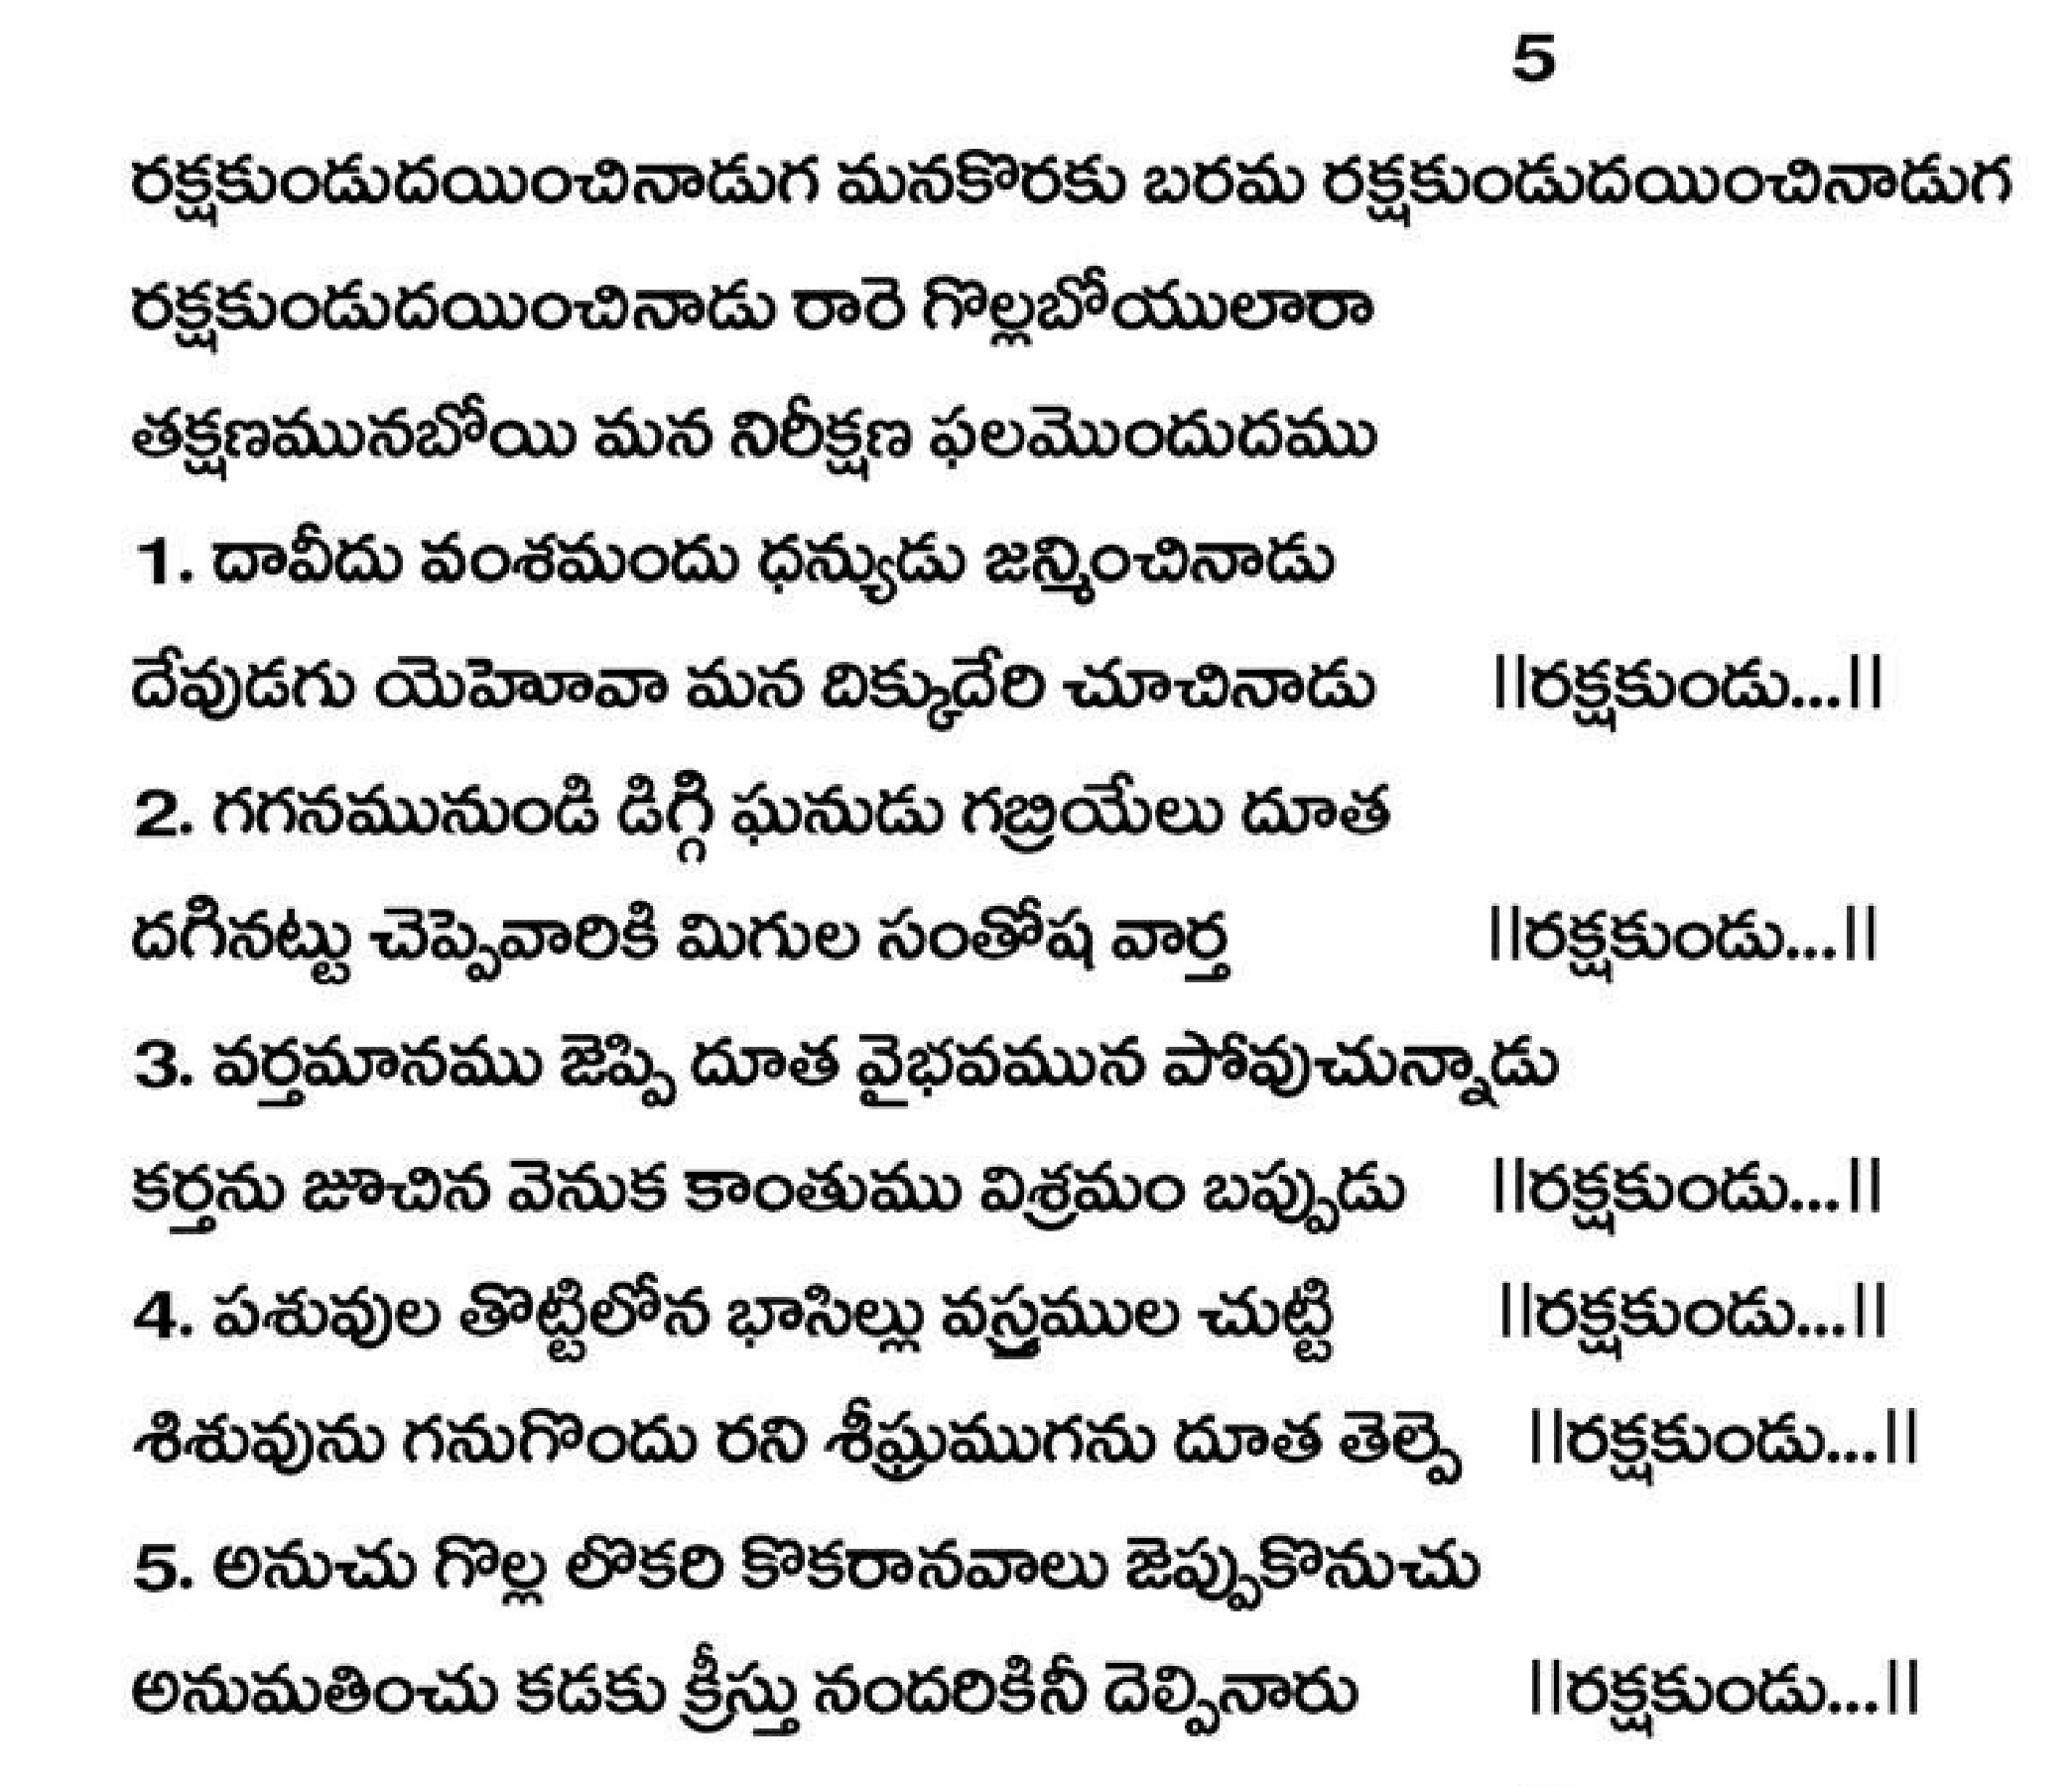 5
రక్షకుండుదయించినాడుగ మనకొరకు బరమ రక్షకుండుదయించినాడుగ
రక్షకుండుదయించినాడు రారె గొల్లబోయులారా
తక్షణమునబోయి మన నిరీక్షణ ఫలమొందుదము
1. దావీదు వంశమందు ధన్యుడు జన్మించినాడు
దేవుడగు యెహెూవా మన దిక్కుదేరి చూచినాడు ||రక్షకుండు...||
2. గగనమునుండి డిగ్గి ఘనుడు గబ్రియేలు దూత
దగినట్టు చెప్పెవారికి మిగుల సంతోష వార్త ||రక్షకుండు...||
3. వర్తమానము జెప్పి దూత వైభవమున పోవుచున్నాడు
కర్తను జూచిన వెనుక కాంతుము విశ్రమం బప్పుడు ||రక్షకుండు...||
4. పశువుల తొట్టిలోన భాసిల్లు వస్త్రముల చుట్టి ||రక్షకుండు...||
శిశువును గనుగొందు రని శీఘ్రముగను దూత తెల్పె ||రక్షకుండు...||
5. అనుచు గొల్ల లొకరి కొకరానవాలు జెప్పుకొనుచు
అనుమతించు కడకు క్రీస్తు నందరికినీ దెల్పినారు ||రక్షకుండు...||